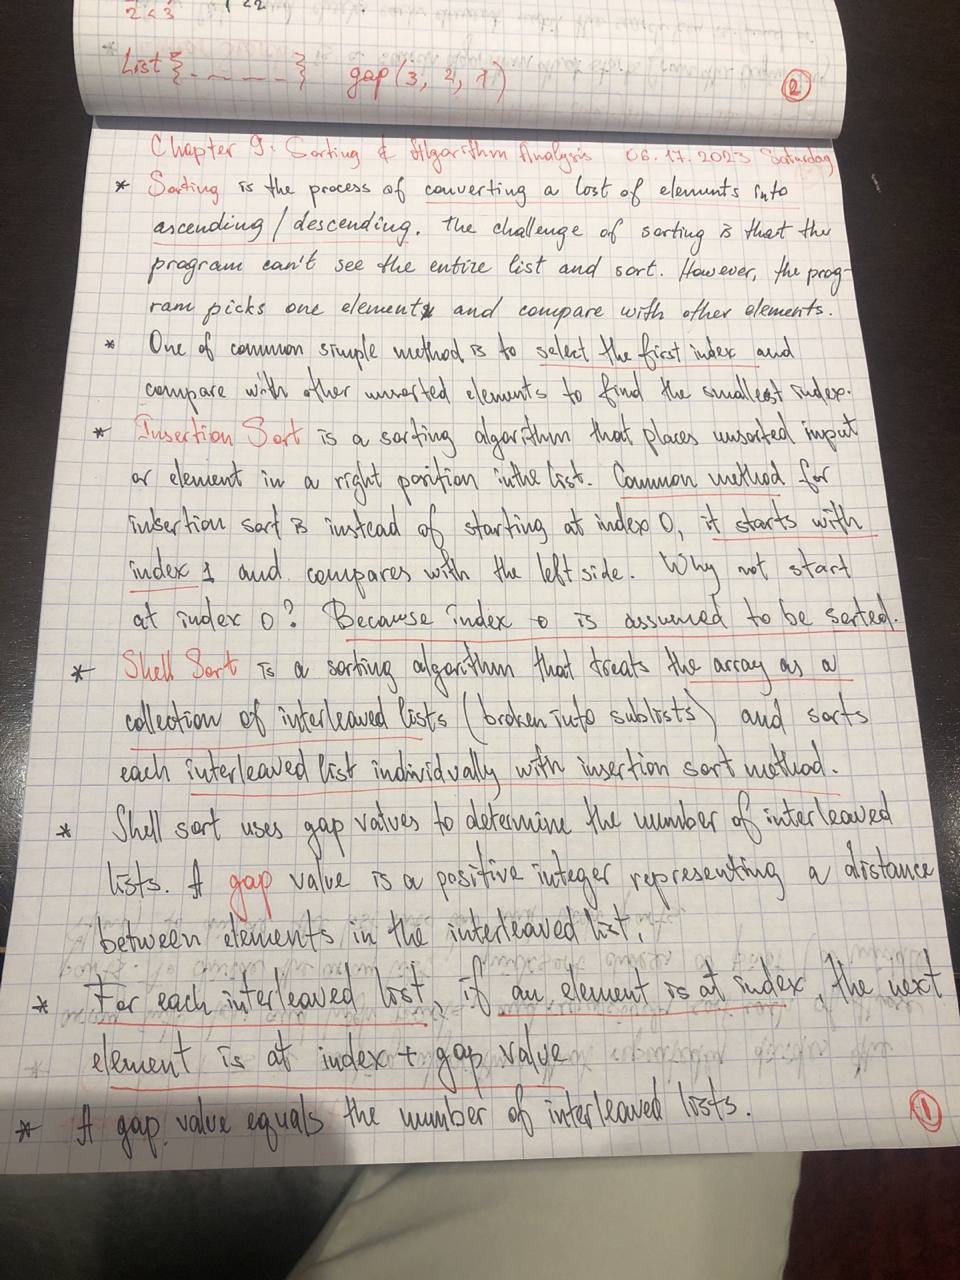 2 < 3 1 < 2
* List {. ~ ~ - - } gap (3, 2, 1)
2
Chapter 9. Sorting & Algorithm Analysis 06.17.2023 Saturday
* Sorting is the process of converting a lost of elements into
ascending / descending. The challenge of sorting is that the
program can't see the entire list and sort. However, the prog-
ram picks one element and compare with other elements.
* One of common simple method is to select the first index and
compare with other unsorted elements to find the smallest index.
* Insertion Sort is a sorting algorithm that places unsorted input
or element in a right position in the list. Common method for
insertion sort is instead of starting at index 0, it starts with
index 1 and compares with the left side. Why not start
at index 0? Because index 0 is assumed to be sorted.
* Shell Sort is a sorting algorithm that treats the array as a
collection of interleaved lists (broken into sublists) and sorts
each interleaved list individually with insertion sort method.
* Shell sort uses gap values to determine the number of interleaved
lists. A gap value is a positive integer representing a distance
between elements in the interleaved list.
* For each interleaved list, if an element is at index, the next
element is at index + gap value
* A gap value equals the number of interleaved lists.
1